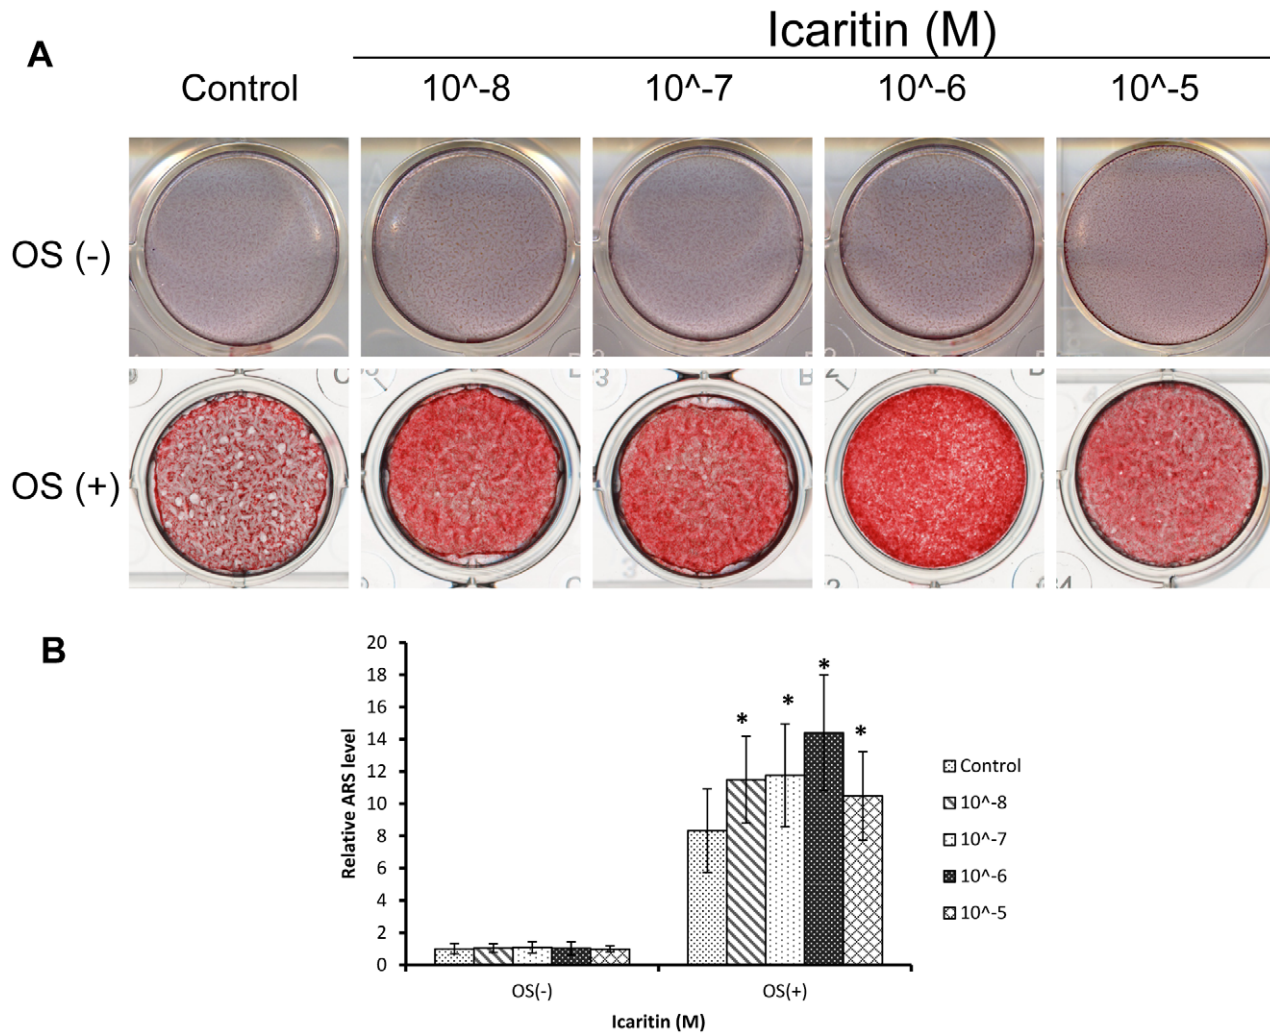 A
Icaritin (M)
Control 10^-8 10^-7 10^-6 10^-5
OS (-)
OS (+)
B
Relative ARS level
20
18
16
14
12
10
8
6
4
2
0
* * * *
OS(-) OS(+)
Icaritin (M)
Control
10^-8
10^-7
10^-6
10^-5